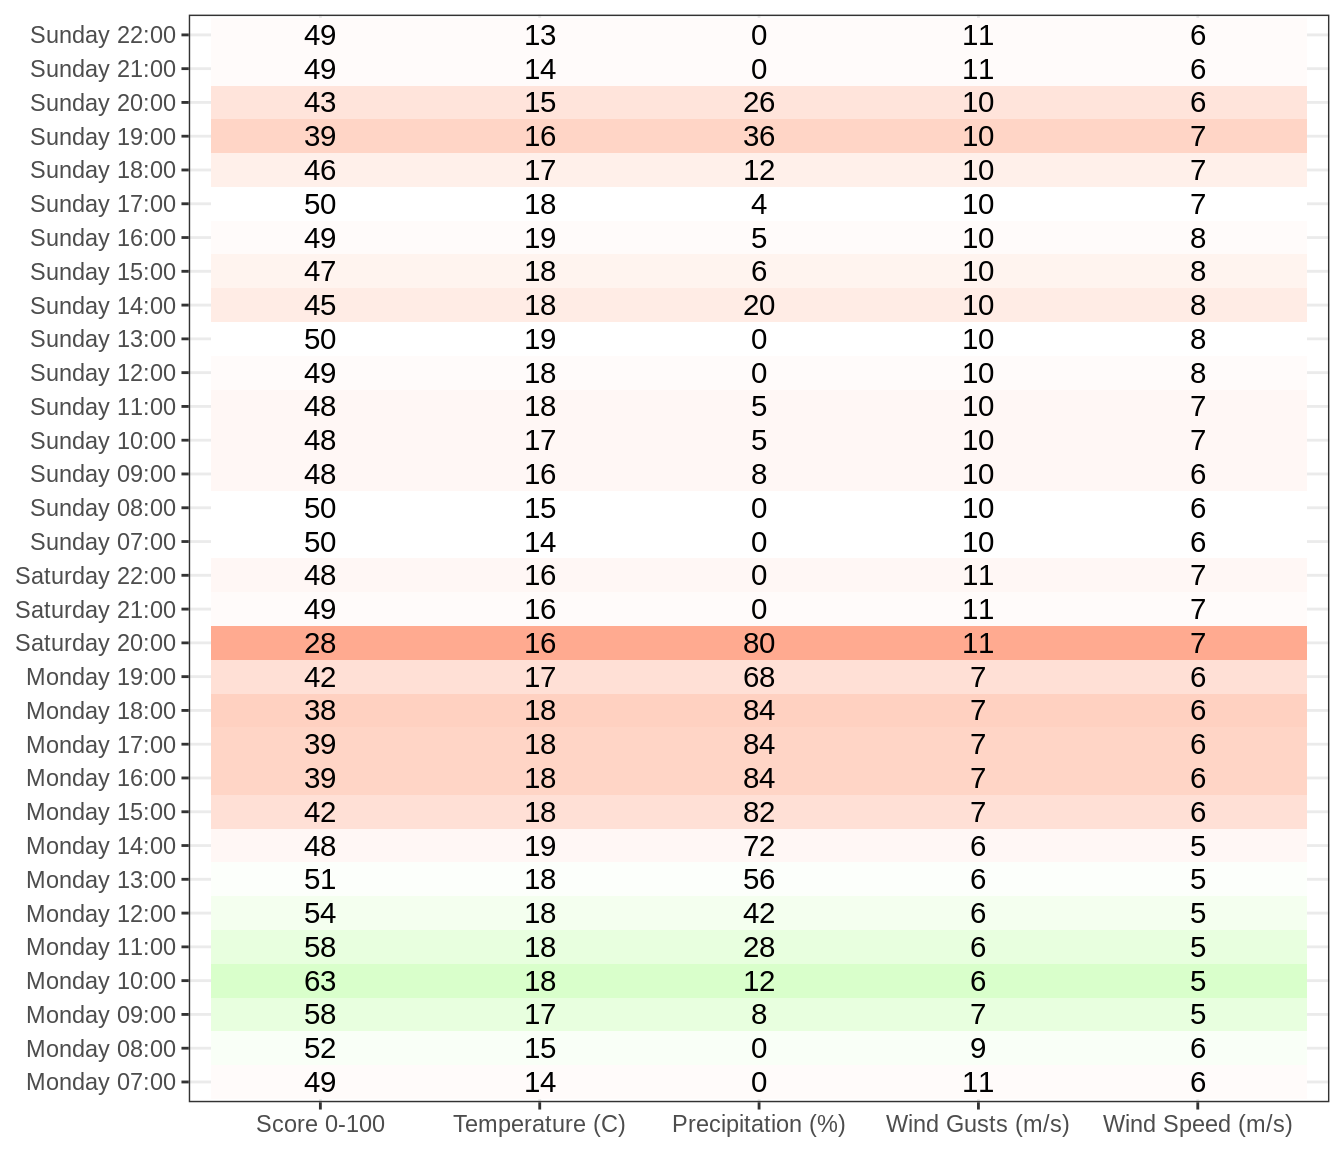 Sunday 22:00 49 13 0 11 6
Sunday 21:00 49 14 0 11 6
Sunday 20:00 43 15 26 10 6
Sunday 19:00 39 16 36 10 7
Sunday 18:00 46 17 12 10 7
Sunday 17:00 50 18 4 10 7
Sunday 16:00 49 19 5 10 8
Sunday 15:00 47 18 6 10 8
Sunday 14:00 45 18 20 10 8
Sunday 13:00 50 19 0 10 8
Sunday 12:00 49 18 0 10 8
Sunday 11:00 48 18 5 10 7
Sunday 10:00 48 17 5 10 7
Sunday 09:00 48 16 8 10 6
Sunday 08:00 50 15 0 10 6
Sunday 07:00 50 14 0 10 6
Saturday 22:00 48 16 0 11 7
Saturday 21:00 49 16 0 11 7
Saturday 20:00 28 16 80 11 7
Monday 19:00 42 17 68 7 6
Monday 18:00 38 18 84 7 6
Monday 17:00 39 18 84 7 6
Monday 16:00 39 18 84 7 6
Monday 15:00 42 18 82 7 6
Monday 14:00 48 19 72 6 5
Monday 13:00 51 18 56 6 5
Monday 12:00 54 18 42 6 5
Monday 11:00 58 18 28 6 5
Monday 10:00 63 18 12 6 5
Monday 09:00 58 17 8 7 5
Monday 08:00 52 15 0 9 6
Monday 07:00 49 14 0 11 6
Score 0-100 Temperature (C) Precipitation (%) Wind Gusts (m/s) Wind Speed (m/s)